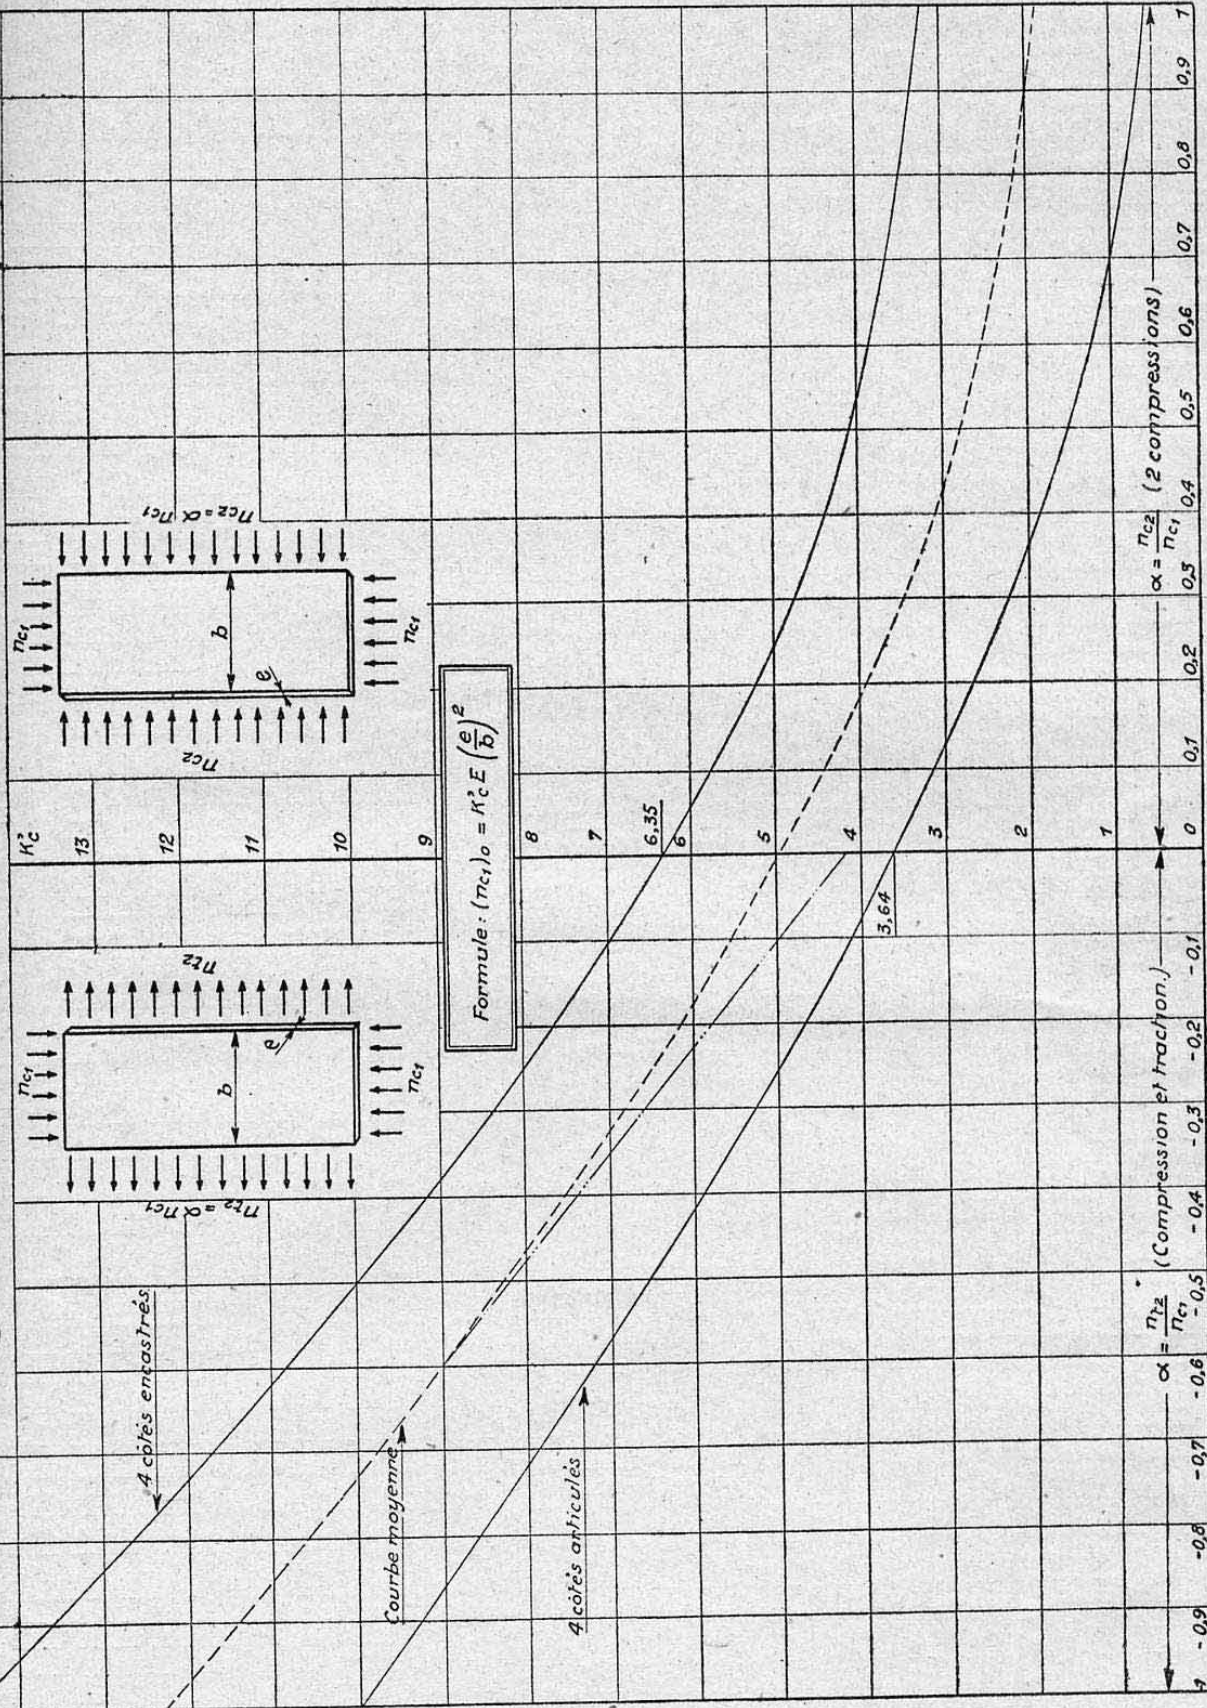 K'c
13
12
11
10
9
8
7
6,35
6
5
4
3,64
3
2
1
0
4 côtés encastrés
Courbe moyenne
4 côtés articulés
nc1
nt2 = α nc1
nt2
b
e
nc1
nc1
nc2
nc2 = α nc1
b
e
nc1
Formule : (nc1)o = K'c E (e/b)²
α = nt2/nc1 (Compression et traction.)
α = nc2/nc1 (2 compressions)
-1 -0,9 -0,8 -0,7 -0,6 -0,5 -0,4 -0,3 -0,2 -0,1 0 0,1 0,2 0,3 0,4 0,5 0,6 0,7 0,8 0,9 1